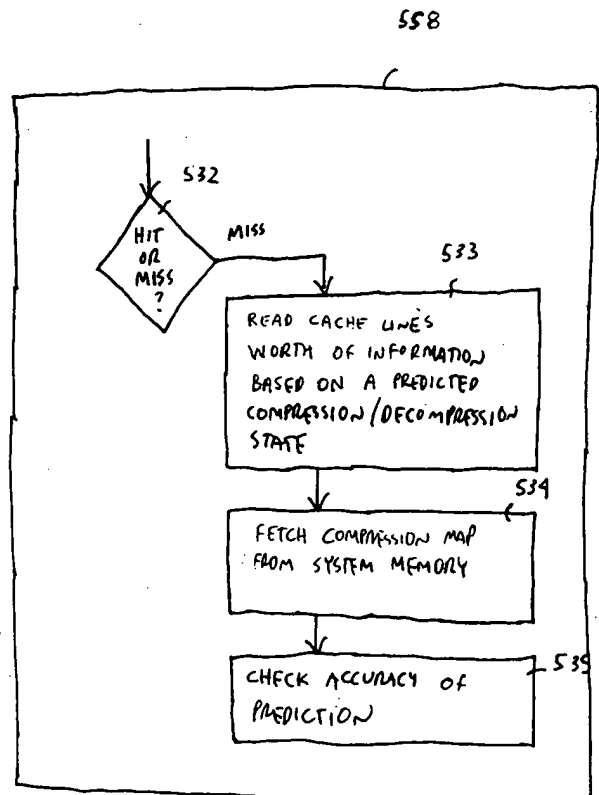 558
532
HIT
OR
MISS
?
MISS
533
READ CACHE LINES
WORTH OF INFORMATION
BASED ON A PREDICTED
COMPRESSION/DECOMPRESSION
STATE
534
FETCH COMPRESSION MAP
FROM SYSTEM MEMORY
535
CHECK ACCURACY OF
PREDICTION